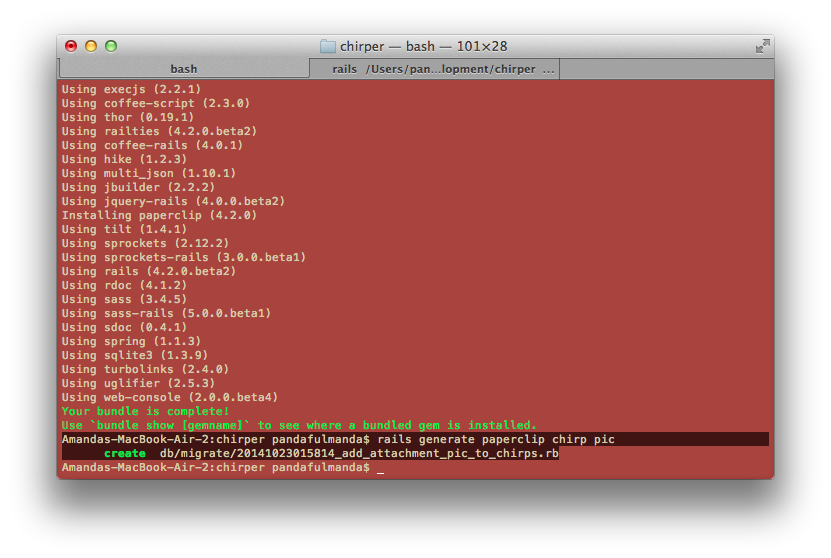 chirper — bash — 101×28
bash
rails /Users/pan...lopment/chirper ...
Using execjs (2.2.1)
Using coffee-script (2.3.0)
Using thor (0.19.1)
Using railties (4.2.0.beta2)
Using coffee-rails (4.0.1)
Using hike (1.2.3)
Using multi_json (1.10.1)
Using jbuilder (2.2.2)
Using jquery-rails (4.0.0.beta2)
Installing paperclip (4.2.0)
Using tilt (1.4.1)
Using sprockets (2.12.2)
Using sprockets-rails (3.0.0.beta1)
Using rails (4.2.0.beta2)
Using rdoc (4.1.2)
Using sass (3.4.5)
Using sass-rails (5.0.0.beta1)
Using sdoc (0.4.1)
Using spring (1.1.3)
Using sqlite3 (1.3.9)
Using turbolinks (2.4.0)
Using uglifier (2.5.3)
Using web-console (2.0.0.beta4)
Your bundle is complete!
Use `bundle show [gemname]` to see where a bundled gem is installed.
Amandas-MacBook-Air-2:chirper pandafulmanda$ rails generate paperclip chirp pic
      create  db/migrate/20141023015814_add_attachment_pic_to_chirps.rb
Amandas-MacBook-Air-2:chirper pandafulmanda$ _